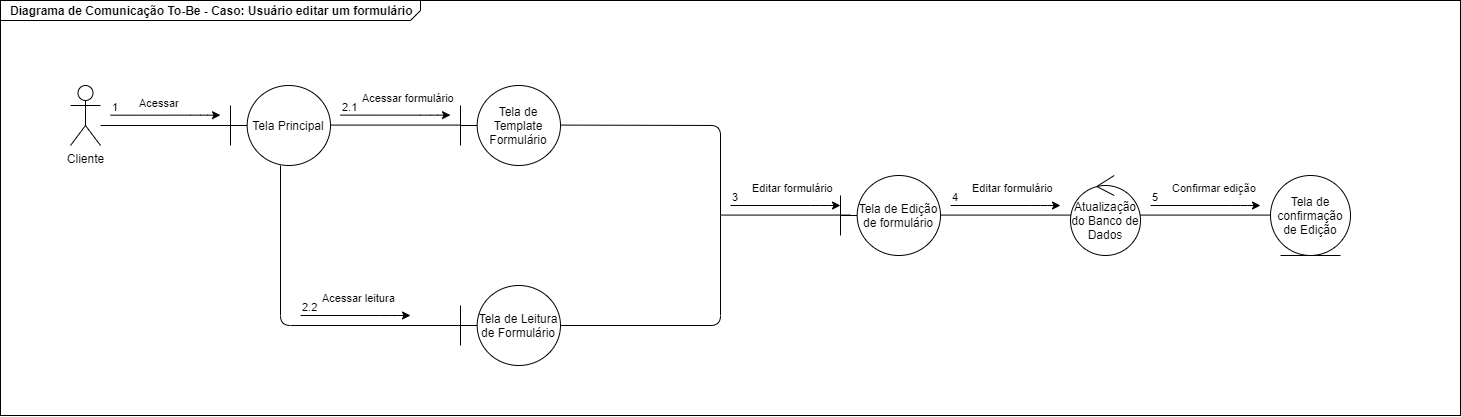 Diagrama de Comunicação To-Be - Caso: Usuário editar um formulário
1
Acessar
Cliente
Tela Principal
2.1
Acessar formulário
Tela de
Template
Formulário
2.2
Acessar leitura
Tela de Leitura
de Formulário
3
Editar formulário
Tela de Edição
de formulário
4
Editar formulário
Atualização
do Banco de
Dados
5
Confirmar edição
Tela de
confirmação
de Edição